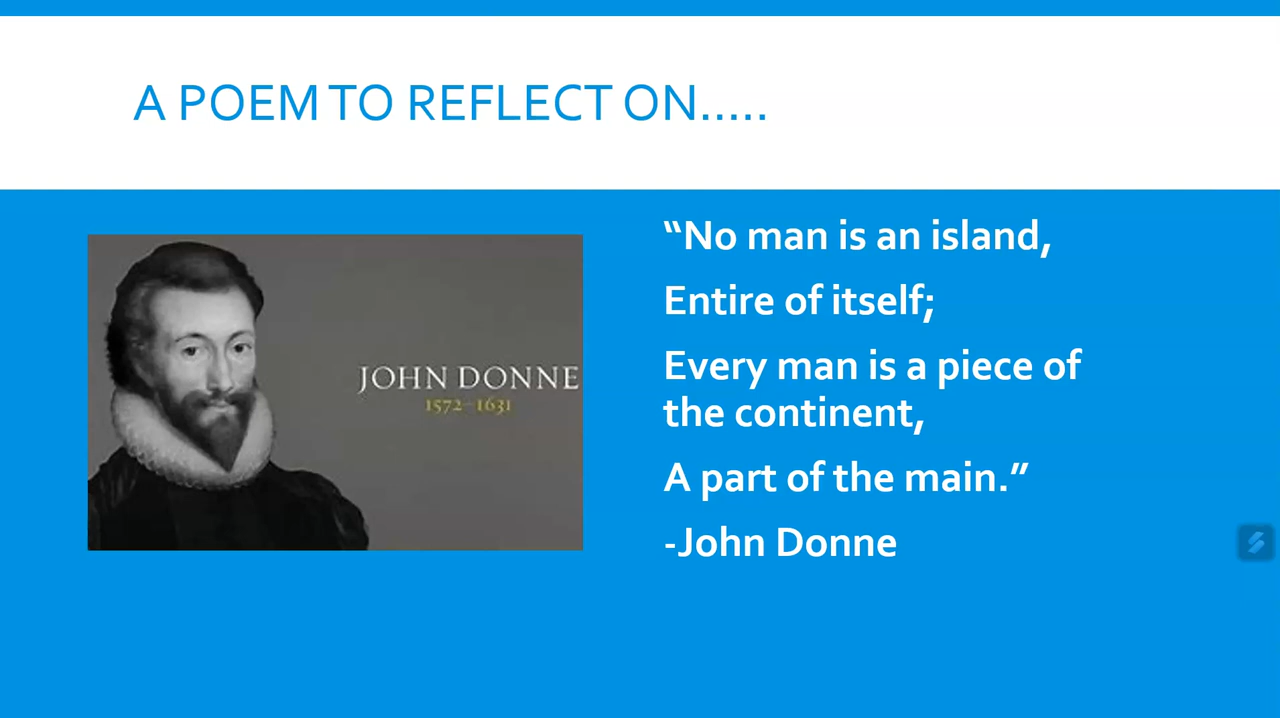 A POEM TO REFLECT ON.....
JOHN DONNE
1572–1631
“No man is an island,
Entire of itself;
Every man is a piece of
the continent,
A part of the main.”
-John Donne